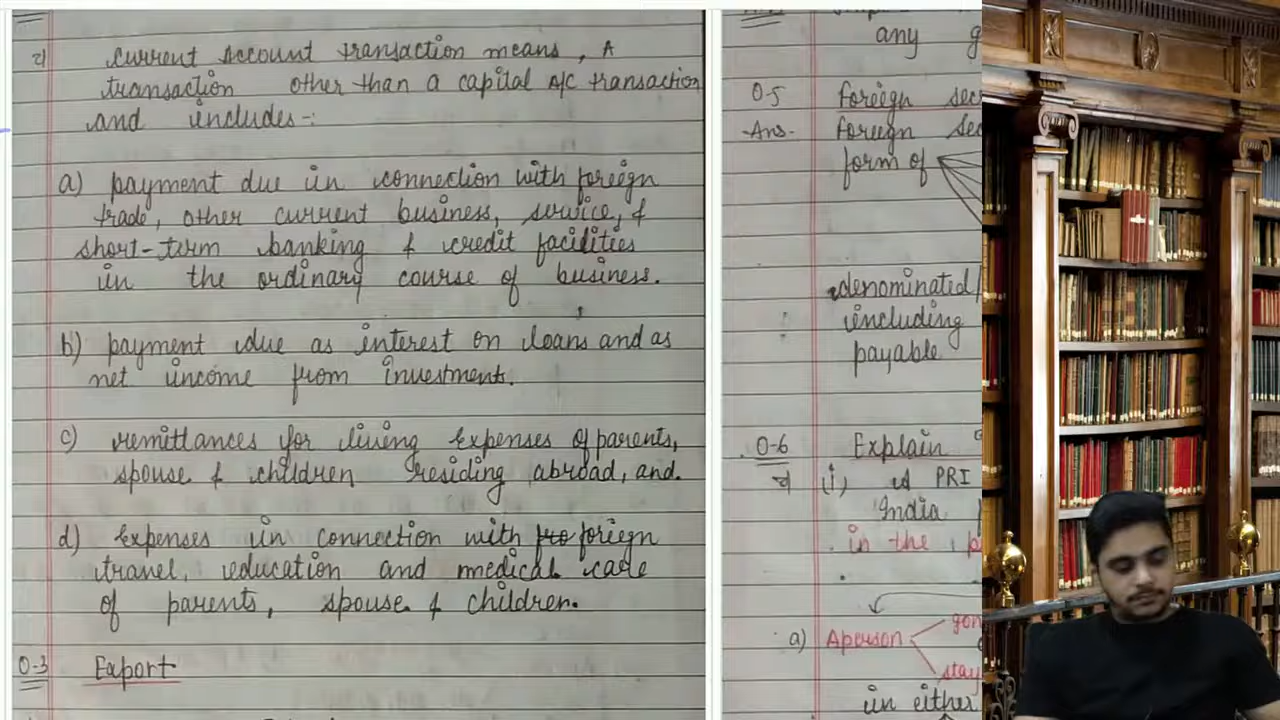 2) Current Account transaction means, A
transaction other than a capital A/c transaction
and includes-:
a) payment due in connection with foreign
trade, other current business, service, &
short-term banking & credit facilities
in the ordinary course of business.
b) payment due as interest on loans and as
net income from investment.
c) remittances for living expenses of parents,
spouse & children residing abroad, and.
d) expenses in connection with foreign
travel, education and medical care
of parents, spouse & children.
Q-3 Export
any g
Q-5 foreign sec
Ans- foreign sec
form of
denominated/
including
payable
Q-6 Explain
(i) PRI
India
in the p
a) A person
gon
stay
in either